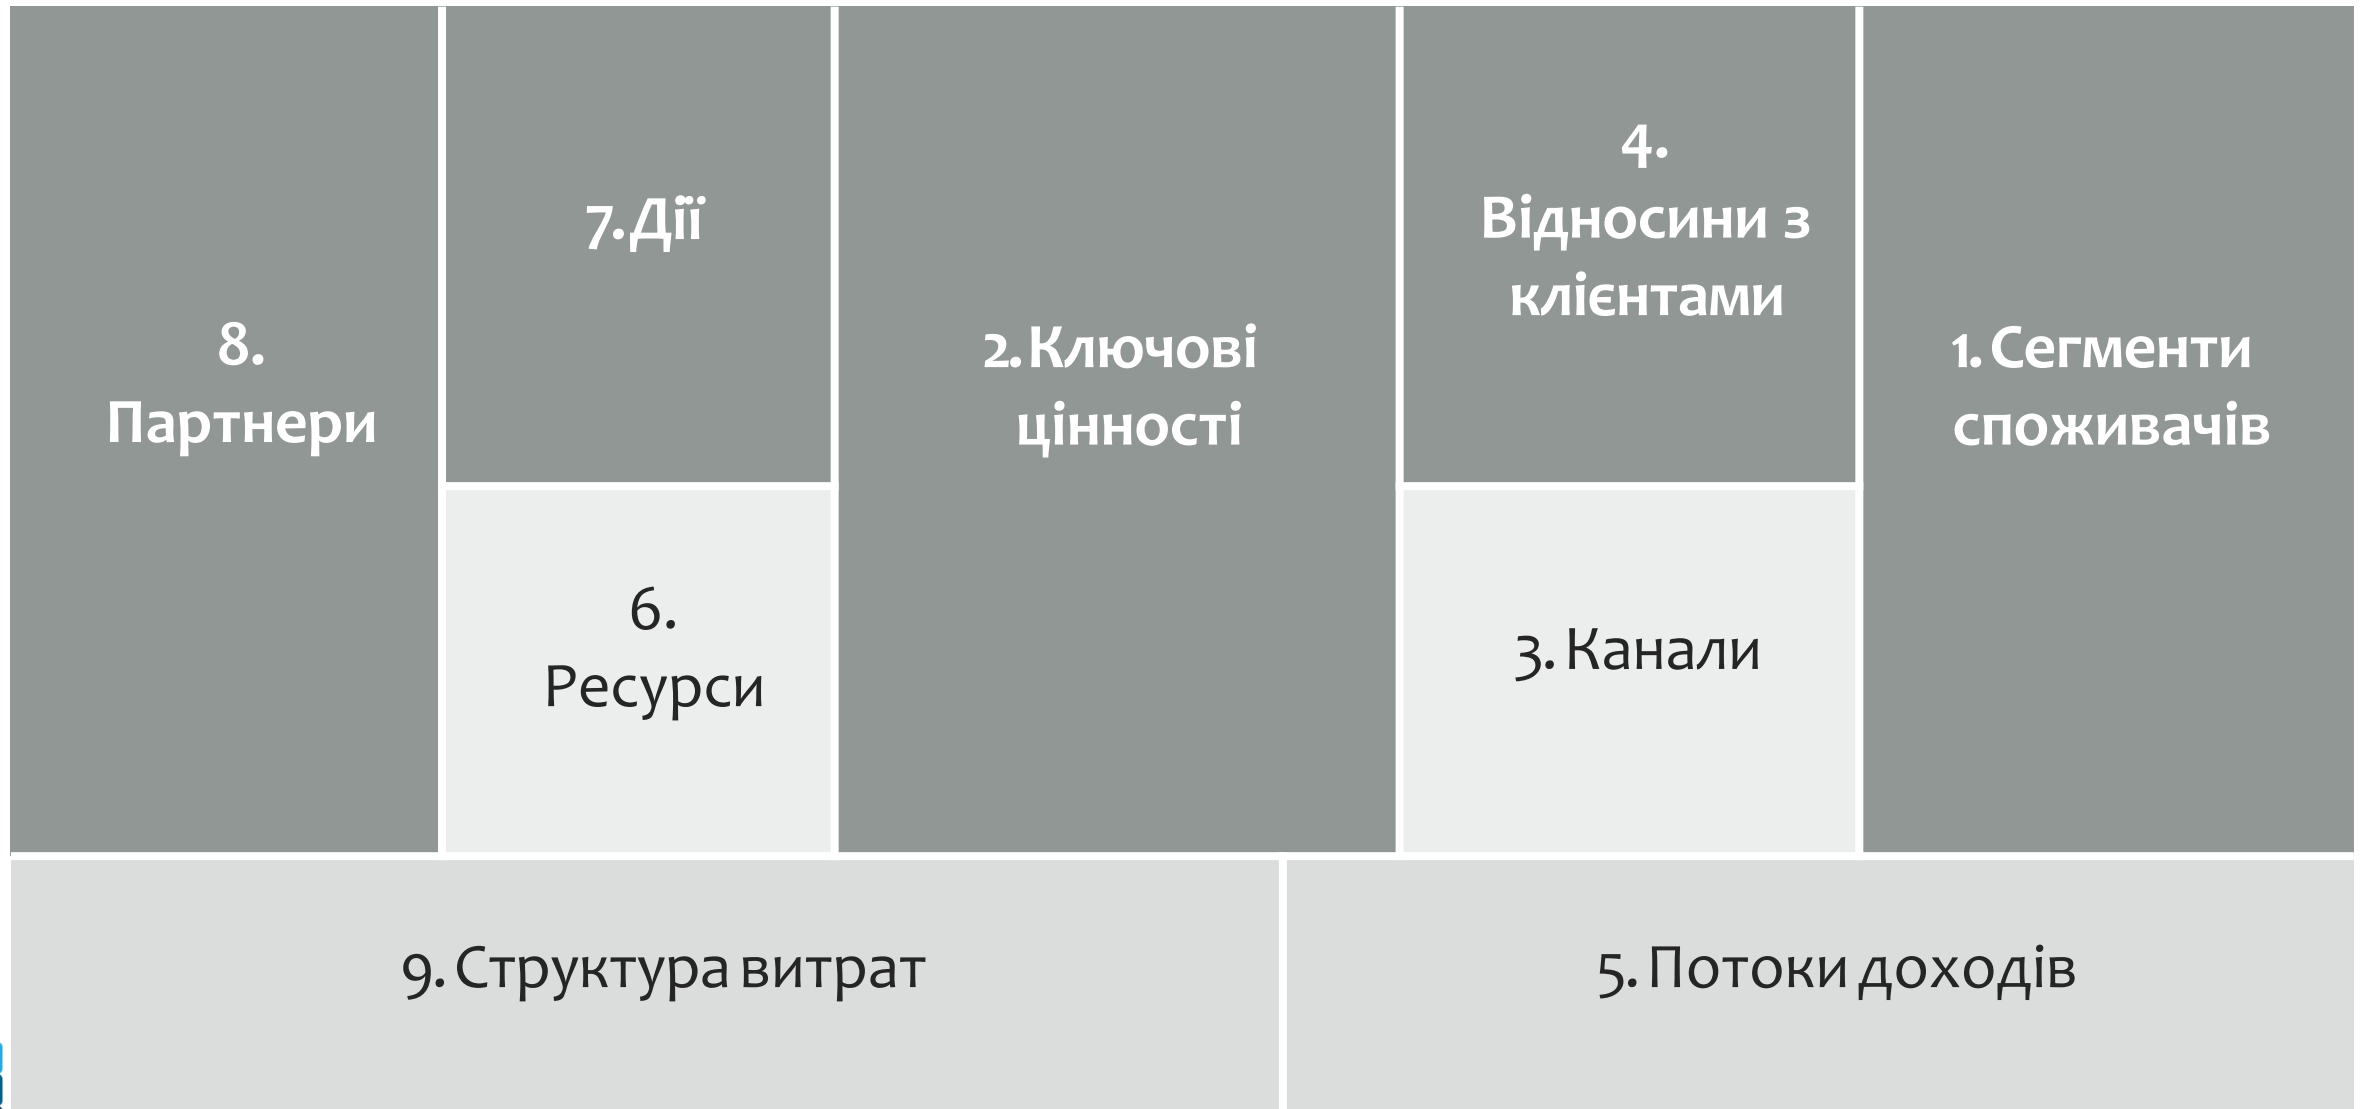 8.
Партнери
7. Дії
6.
Ресурси
2. Ключові
цінності
4.
Відносини з
клієнтами
3. Канали
1. Сегменти
споживачів
9. Структура витрат
5. Потоки доходів